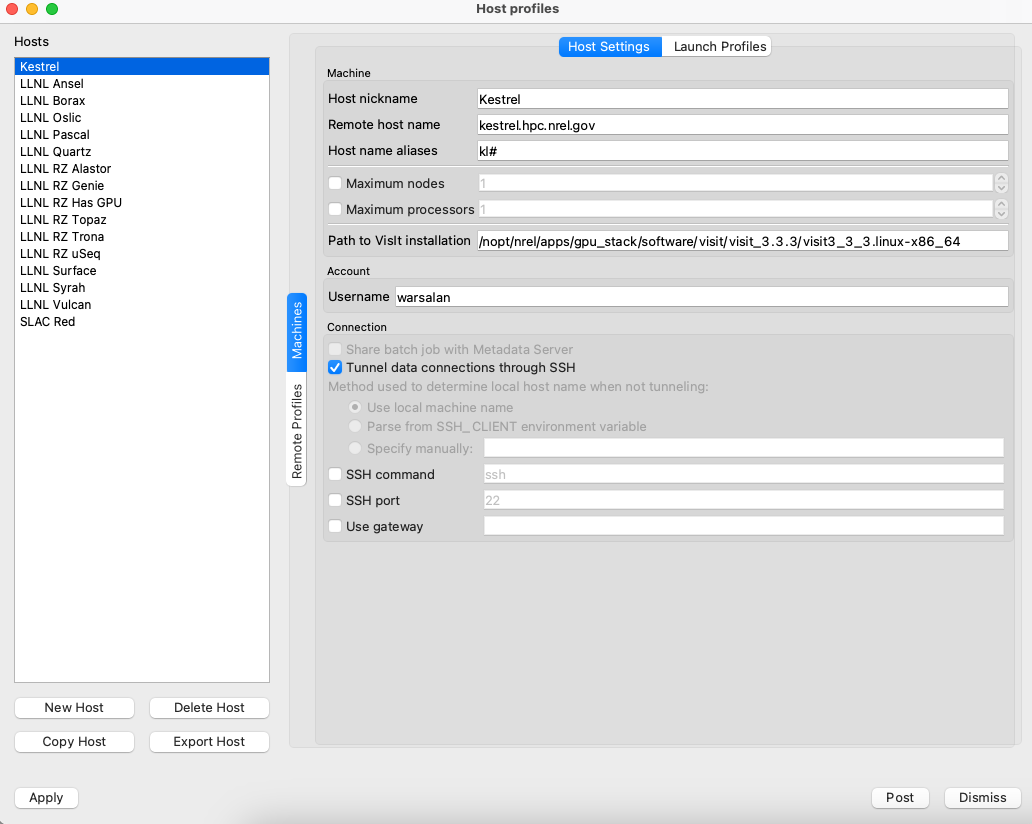 Host profiles
Hosts
Kestrel
LLNL Ansel
LLNL Borax
LLNL Oslic
LLNL Pascal
LLNL Quartz
LLNL RZ Alastor
LLNL RZ Genie
LLNL RZ Has GPU
LLNL RZ Topaz
LLNL RZ Trona
LLNL RZ uSeq
LLNL Surface
LLNL Syrah
LLNL Vulcan
SLAC Red
New Host
Delete Host
Copy Host
Export Host
Machines
Remote Profiles
Host Settings
Launch Profiles
Machine
Host nickname Kestrel
Remote host name kestrel.hpc.nrel.gov
Host name aliases kl#
Maximum nodes 1
Maximum processors 1
Path to VisIt installation /nopt/nrel/apps/gpu_stack/software/visit/visit_3.3.3/visit3_3_3.linux-x86_64
Account
Username warsalan
Connection
Share batch job with Metadata Server
Tunnel data connections through SSH
Method used to determine local host name when not tunneling:
Use local machine name
Parse from SSH_CLIENT environment variable
Specify manually:
SSH command ssh
SSH port 22
Use gateway
Apply
Post
Dismiss